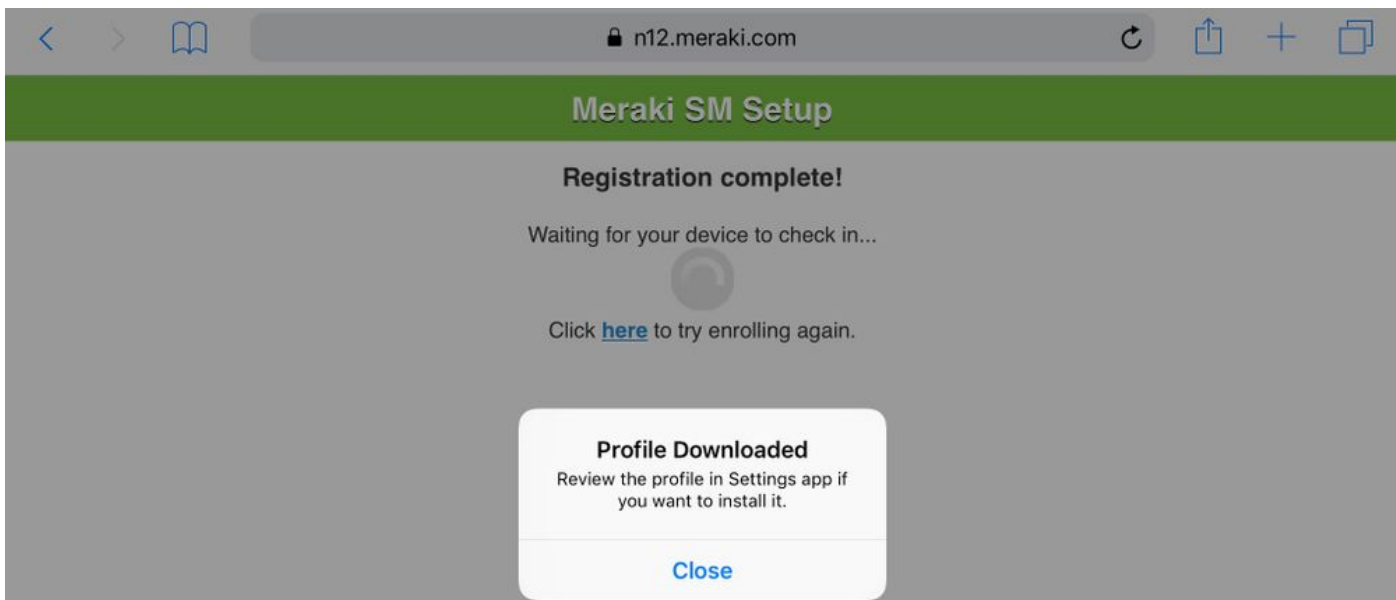 n12.meraki.com
Meraki SM Setup
Registration complete!
Waiting for your device to check in...
Click here to try enrolling again.
Profile Downloaded
Review the profile in Settings app if
you want to install it.
Close